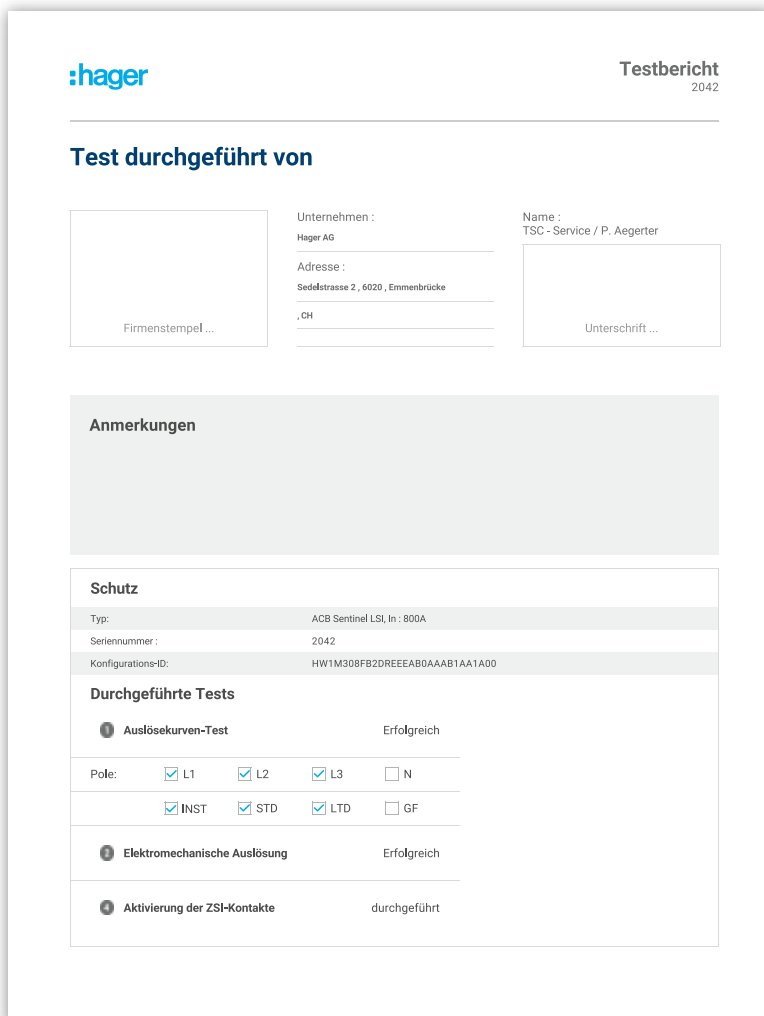 :hager
Testbericht
2042
Test durchgeführt von
Firmenstempel ...
Unternehmen :
Hager AG
Adresse :
Sedelstrasse 2 , 6020 , Emmenbrücke
, CH
Name :
TSC - Service / P. Aegerter
Unterschrift ...
Anmerkungen
Schutz
Typ: ACB Sentinel LSI, In : 800A
Seriennummer : 2042
Konfigurations-ID: HW1M308FB2DREEEAB0AAAB1AA1A00
Durchgeführte Tests
1 Auslösekurven-Test Erfolgreich
Pole: L1 L2 L3 N
INST STD LTD GF
2 Elektromechanische Auslösung Erfolgreich
4 Aktivierung der ZSI-Kontakte durchgeführt